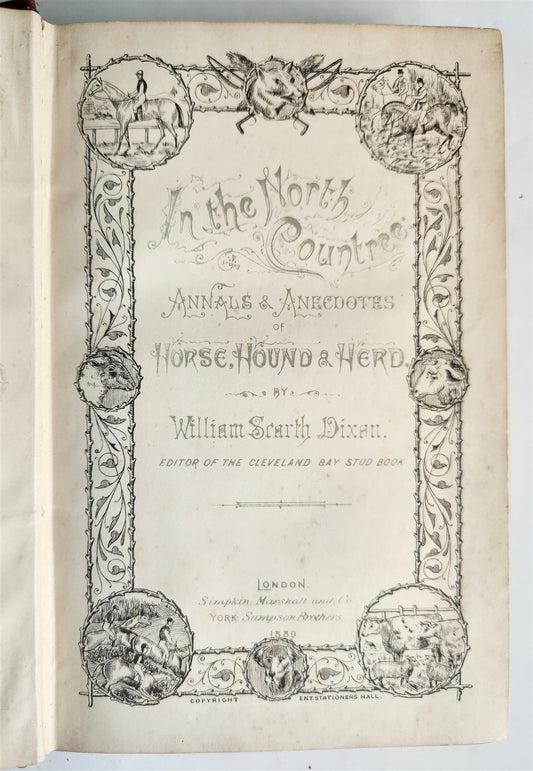 In the North
Countree.
ANNALS & ANECDOTES
OF
HORSE, HOUND & HERD.
BY
William Scarth Dixon.
EDITOR OF THE CLEVELAND BAY STUD BOOK
LONDON:
Simpkin, Marshall and Co.
YORK: Sampson Brothers.
1889
COPYRIGHT ENT. STATIONERS HALL.